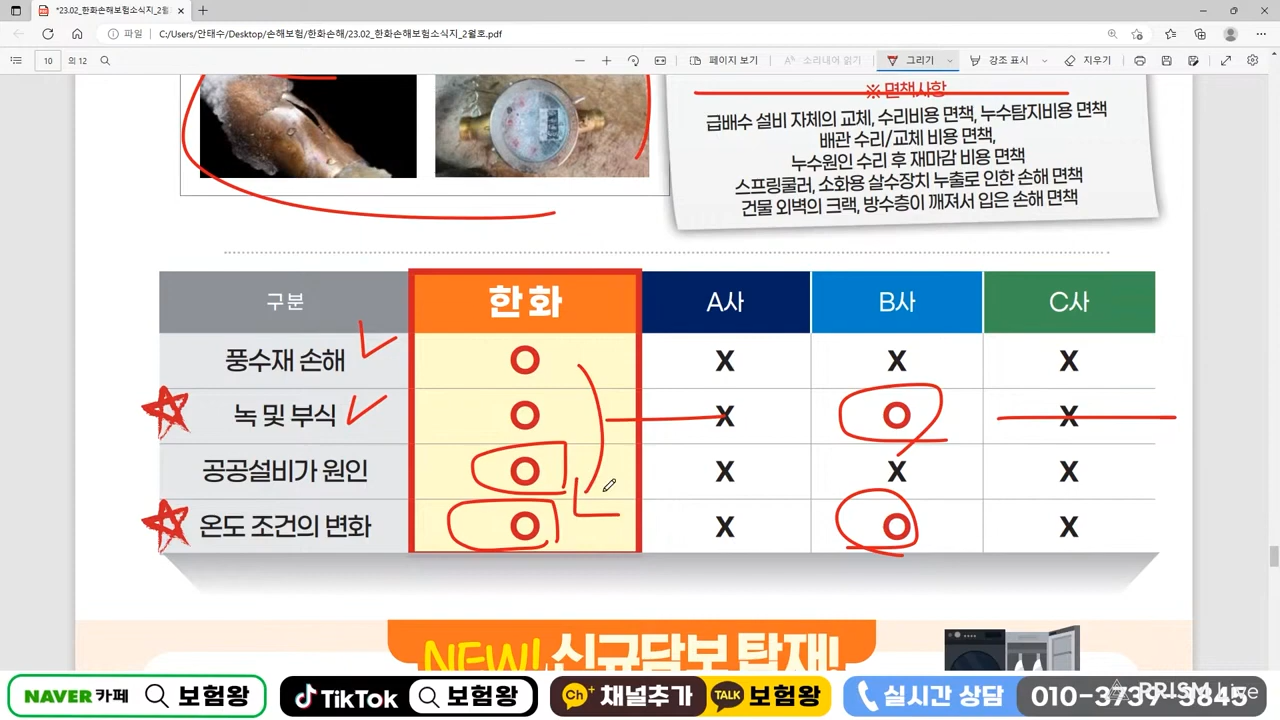 *23.02_한화손해보험소식지_2월
파일
C:/Users/안태수/Desktop/손해보험/한화손해/23.02_한화손해보험소식지_2월호.pdf
10 의 12
페이지 보기
소리내어 읽기
그리기
강조 표시
지우기
※ 면책사항
급배수 설비 자체의 교체, 수리비용 면책, 누수탐지비용 면책
배관 수리/교체 비용 면책,
누수원인 수리 후 재마감 비용 면책
스프링쿨러, 소화용 살수장치 누출로 인한 손해 면책
건물 외벽의 크랙, 방수층이 깨져서 입은 손해 면책
구분 한화 A사 B사 C사
풍수재 손해 O X X X
녹 및 부식 O X O X
공공설비가 원인 O X X X
온도 조건의 변화 O X O X
NEW! 신규담보 탑재!
NAVER 카페 보험왕
TikTok 보험왕
Ch+ 채널추가 TALK 보험왕
실시간 상담 010-3739-5845
PRISM Live